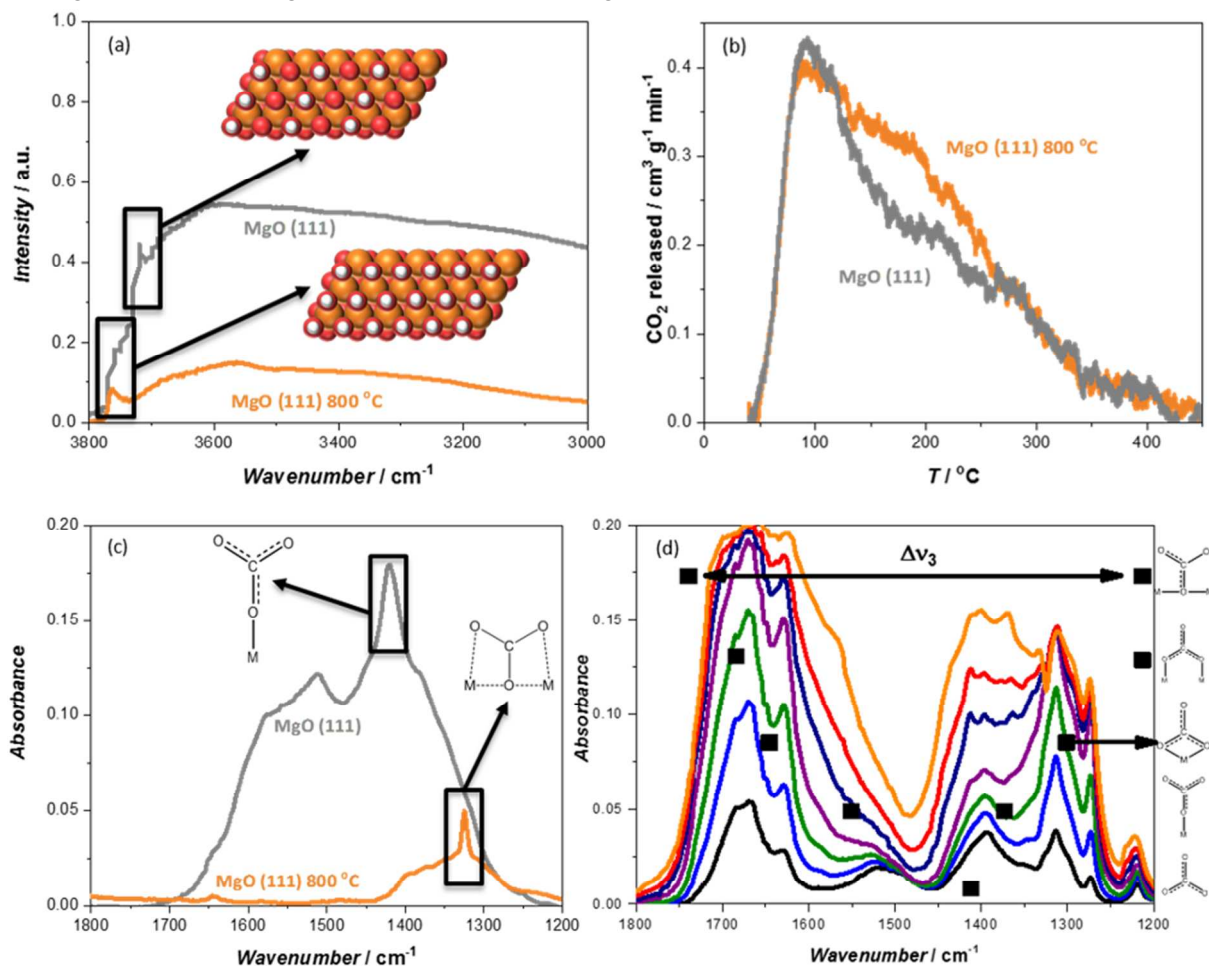 (a)
1.0
0.8
0.6
0.4
0.2
0.0
Intensity / a.u.
MgO (111)
MgO (111) 800 °C
3800 3600 3400 3200 3000
Wavenumber / cm-1
(b)
0.4
0.3
0.2
0.1
0.0
CO2 released / cm3 g-1 min-1
MgO (111) 800 °C
MgO (111)
0 100 200 300 400
T / °C
(c)
0.20
0.15
0.10
0.05
0.00
Absorbance
O O
C
O
M
O O
C
M O M
MgO (111)
MgO (111) 800 °C
1800 1700 1600 1500 1400 1300 1200
Wavenumber / cm-1
(d)
0.20
0.15
0.10
0.05
0.00
Absorbance
Δν3
1800 1700 1600 1500 1400 1300 1200
Wavenumber / cm-1